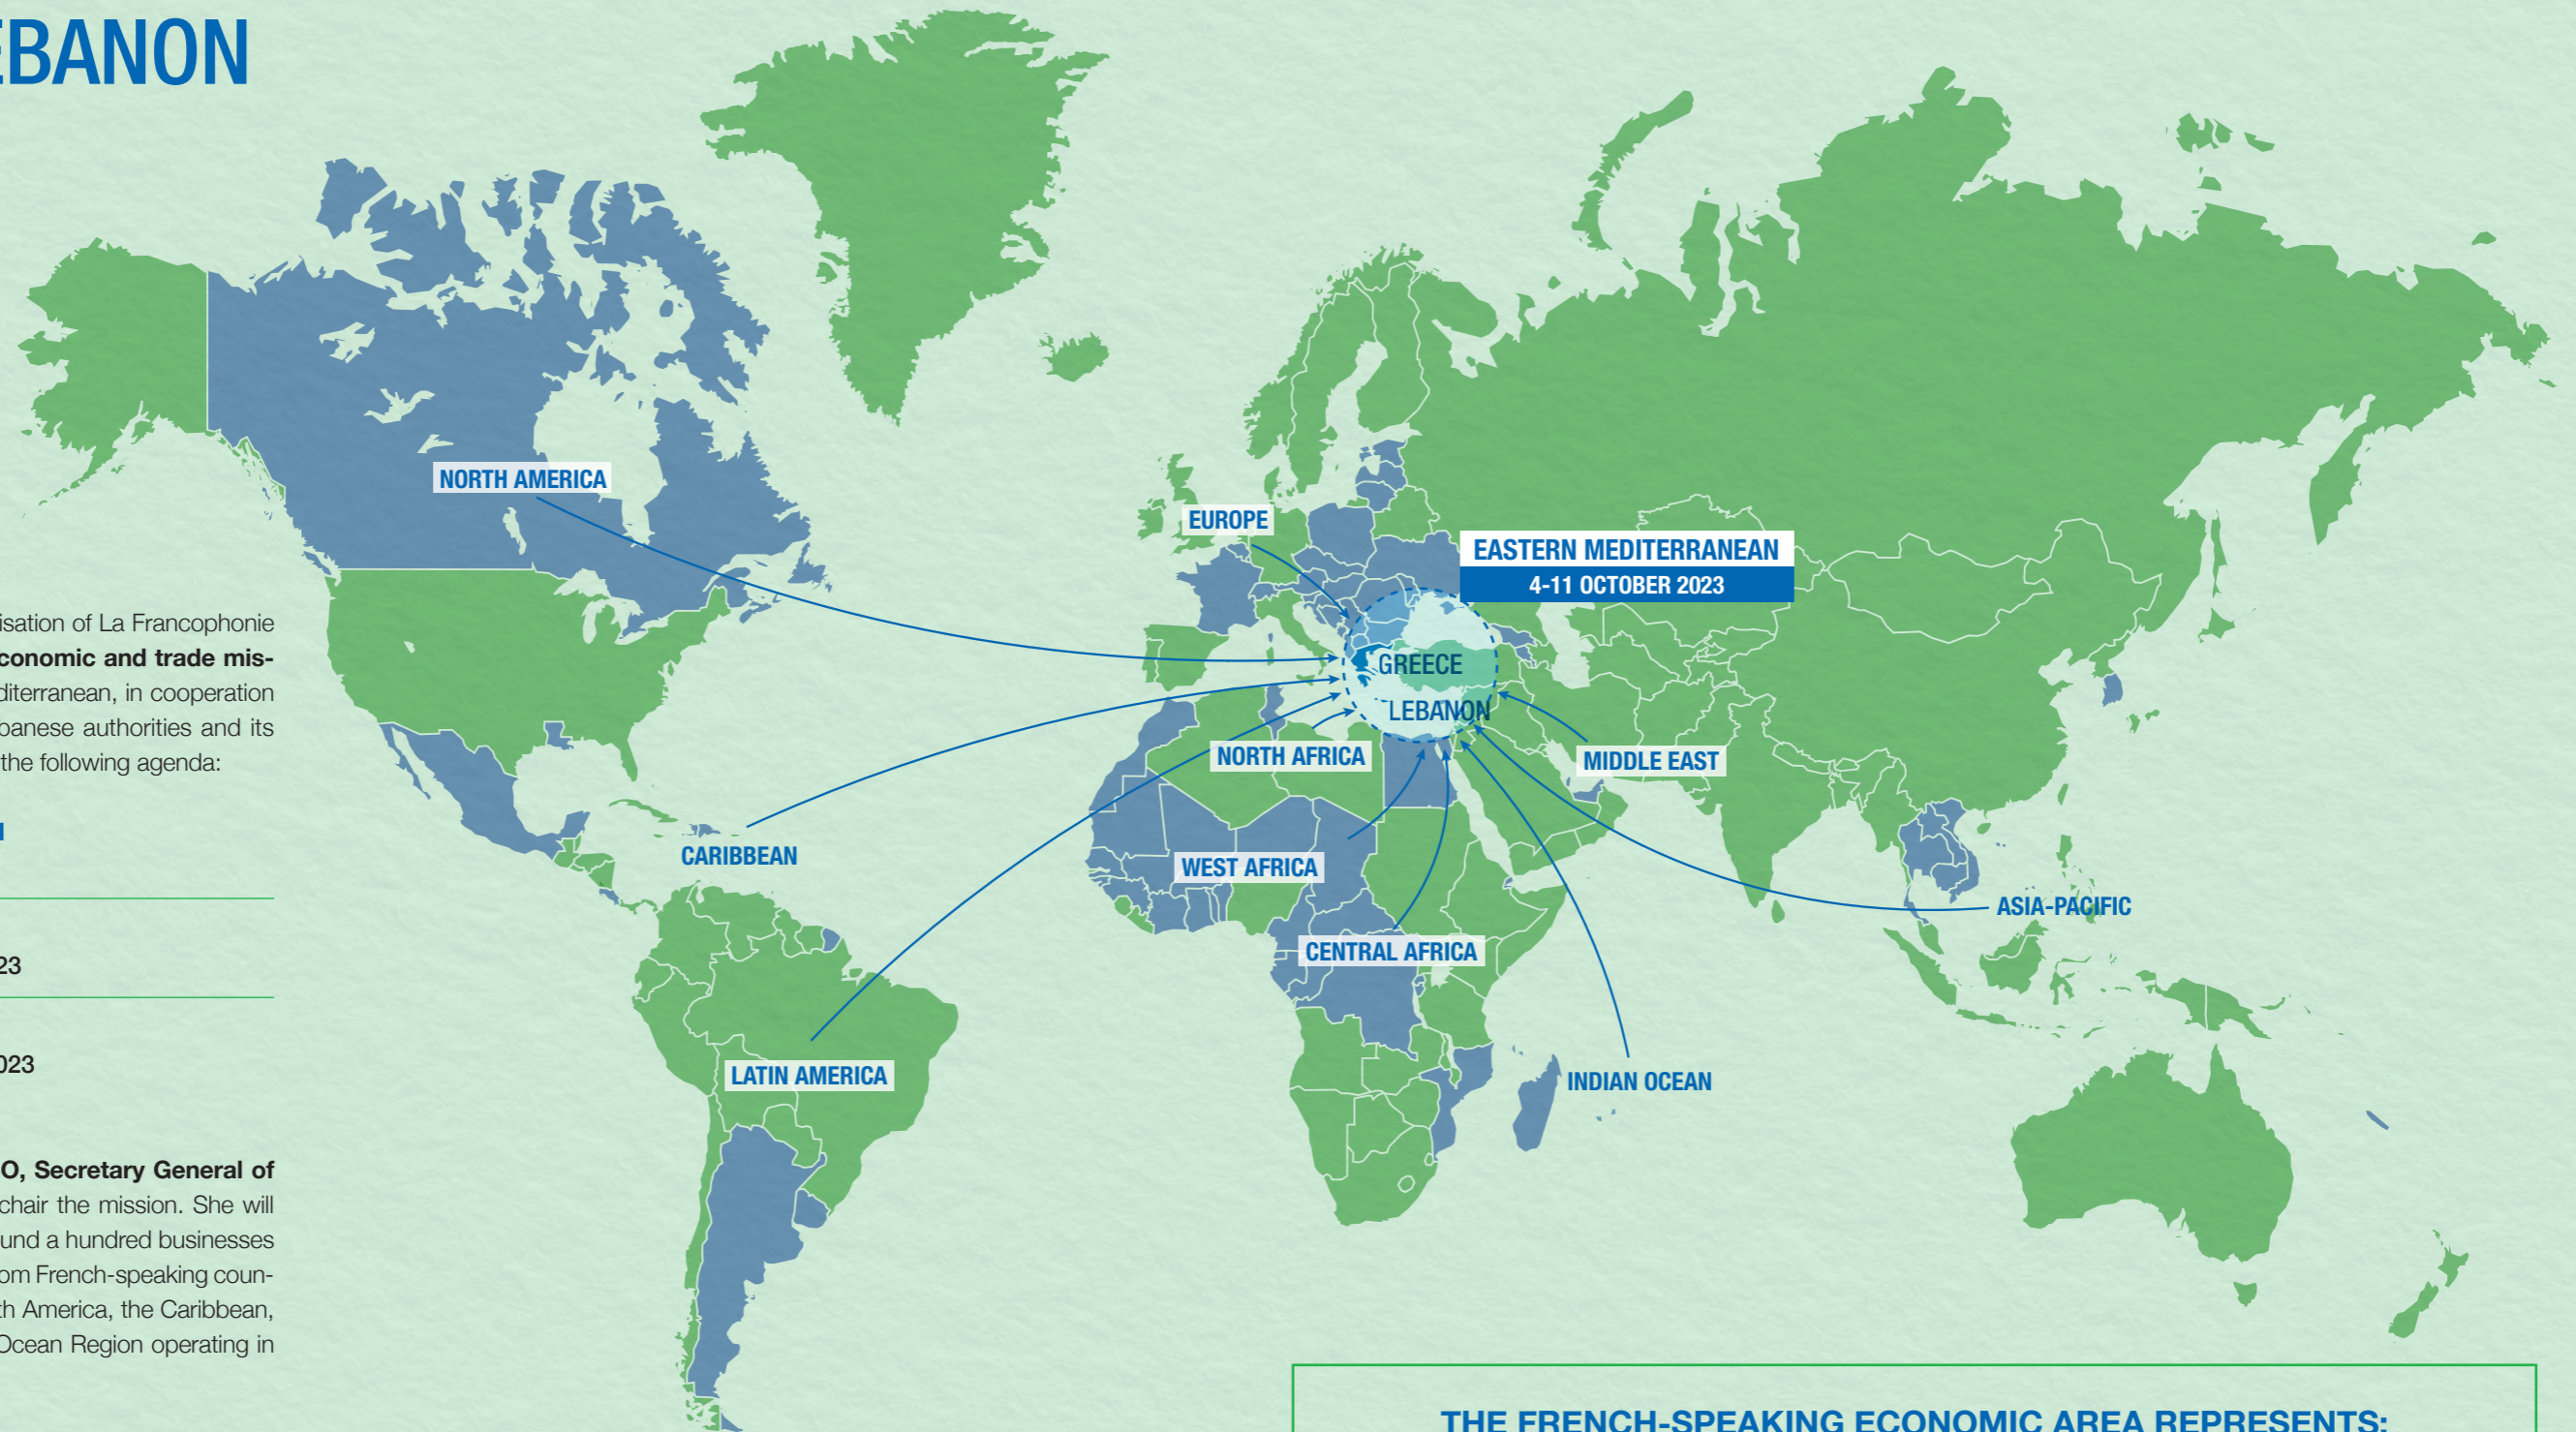 EBANON
isation of La Francophonie
conomic and trade mis-
diterranean, in cooperation
banese authorities and its
the following agenda:
23
023
O, Secretary General of
chair the mission. She will
und a hundred businesses
om French-speaking coun-
th America, the Caribbean,
Ocean Region operating in
NORTH AMERICA
EUROPE
EASTERN MEDITERRANEAN
4-11 OCTOBER 2023
GREECE
LEBANON
NORTH AFRICA
MIDDLE EAST
CARIBBEAN
WEST AFRICA
ASIA-PACIFIC
CENTRAL AFRICA
LATIN AMERICA
INDIAN OCEAN
THE FRENCH-SPEAKING ECONOMIC AREA REPRESENTS: